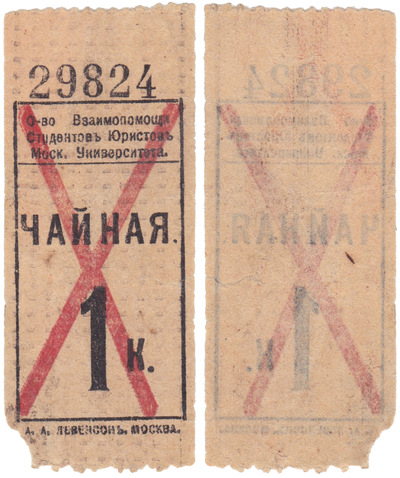 29824
О-во Взаимопомощи
Студентовъ Юристовъ
Моск. Университета.
ЧАЙНАЯ.
1 К.
А. А. ЛЕВЕНСОНЪ, МОСКВА.